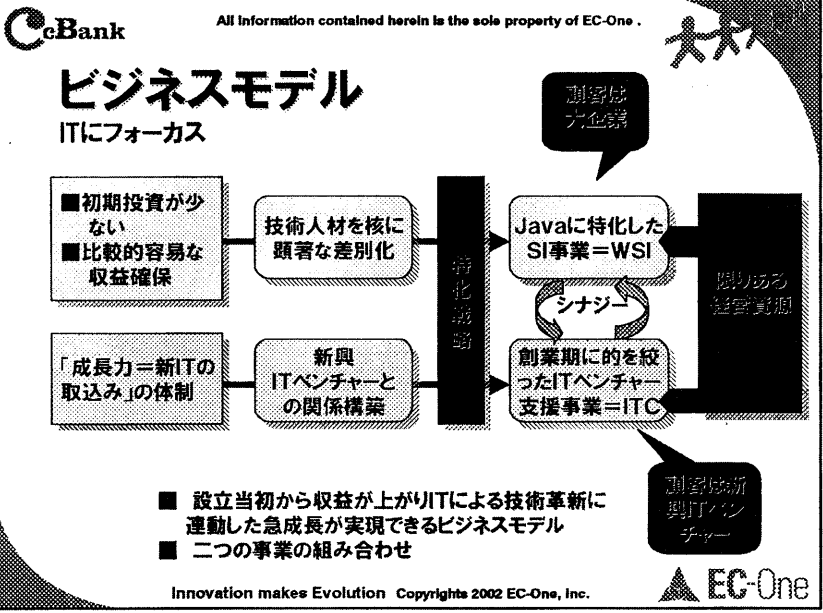 CcBank
All information contained herein is the sole property of EC-One .
ビジネスモデル
ITにフォーカス
顧客は
大企業
■初期投資が少
ない
■比較的容易な
収益確保
技術人材を核に
顕著な差別化
特化戦略
Javaに特化した
SI事業＝WSI
限りある
経営資源
シナジー
「成長力＝新ITの
取込み」の体制
新興
ITベンチャーと
の関係構築
創業期に的を絞
ったITベンチャー
支援事業＝ITC
顧客は新
興ITベン
チャー
■ 設立当初から収益が上がりITによる技術革新に
連動した急成長が実現できるビジネスモデル
■ 二つの事業の組み合わせ
Innovation makes Evolution Copyrights 2002 EC-One, Inc.
EC-One